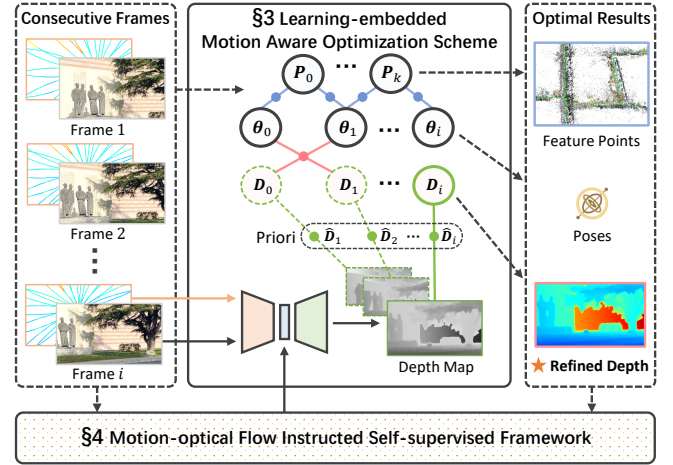 Consecutive Frames
Frame 1
Frame 2
Frame i
§3 Learning-embedded
Motion Aware Optimization Scheme
P0 ··· Pk
θ0 θ1 ··· θi
D0 D1 ··· Di
Priori D̂1 D̂2 ··· D̂i
Depth Map
Optimal Results
Feature Points
Poses
Refined Depth
§4 Motion-optical Flow Instructed Self-supervised Framework